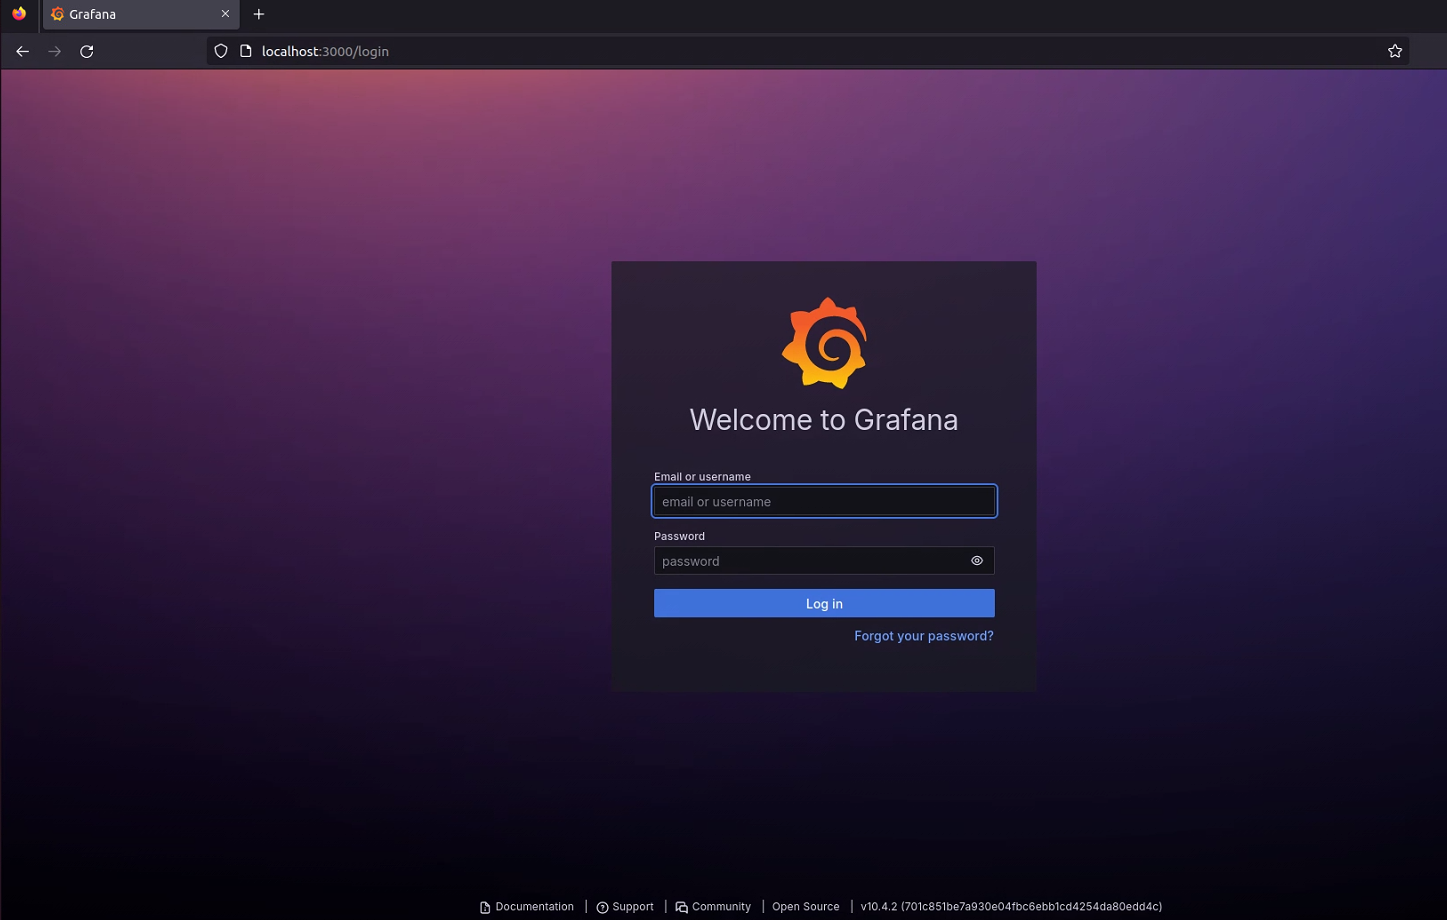 Grafana
localhost:3000/login
Welcome to Grafana
Email or username
email or username
Password
password
Log in
Forgot your password?
Documentation | Support | Community | Open Source | v10.4.2 (701c851be7a930e04fbc6ebb1cd4254da80edd4c)